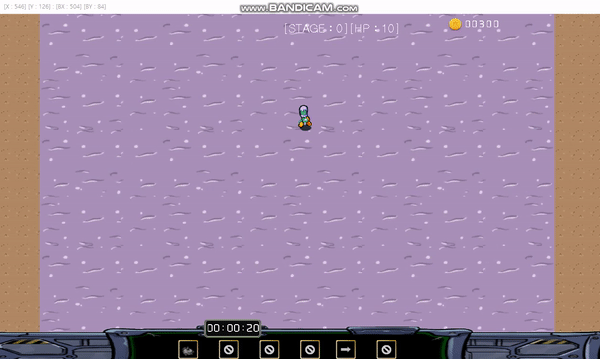 [X : 546] [Y : 126] ; [BX : 504] [BY : 84]
www.BANDICAM.com
[STAGE : 0][HP : 10]
00300
00:00:20